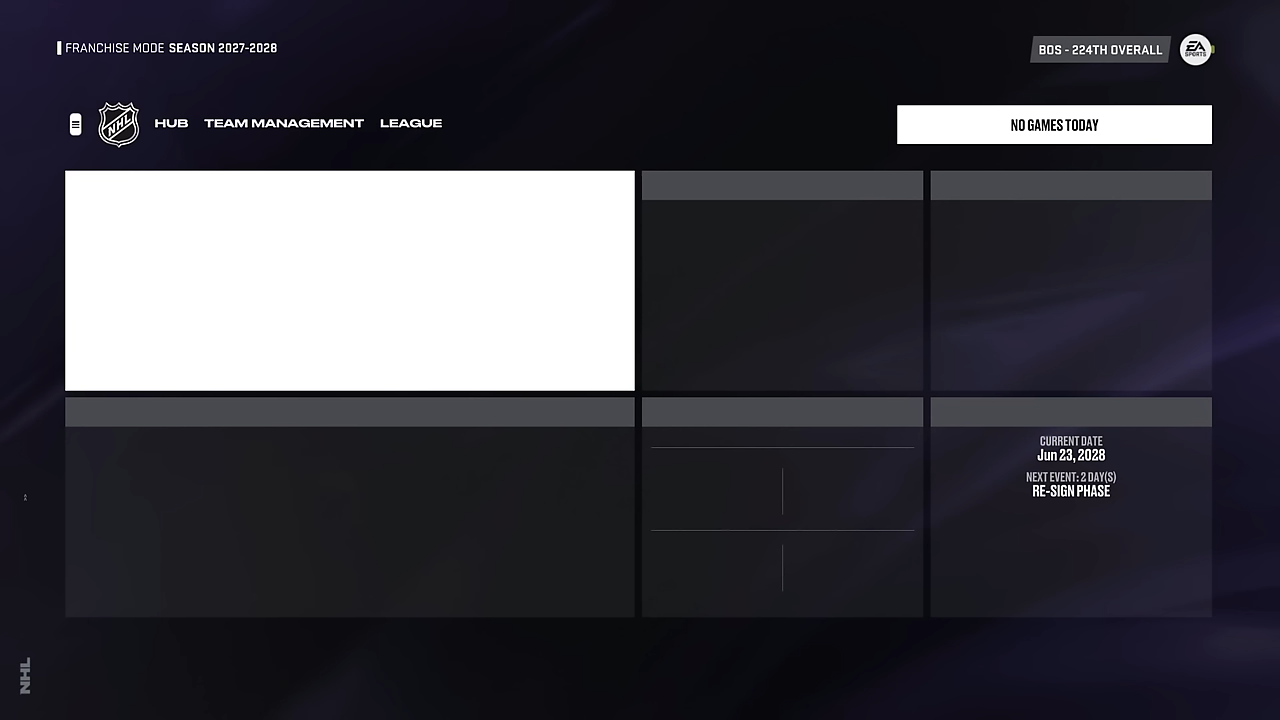 FRANCHISE MODE SEASON 2027-2028
BOS - 224TH OVERALL
EA
SPORTS
NHL
HUB
TEAM MANAGEMENT
LEAGUE
NO GAMES TODAY
CURRENT DATE
Jun 23, 2028
NEXT EVENT: 2 DAY(S)
RE-SIGN PHASE
NHL